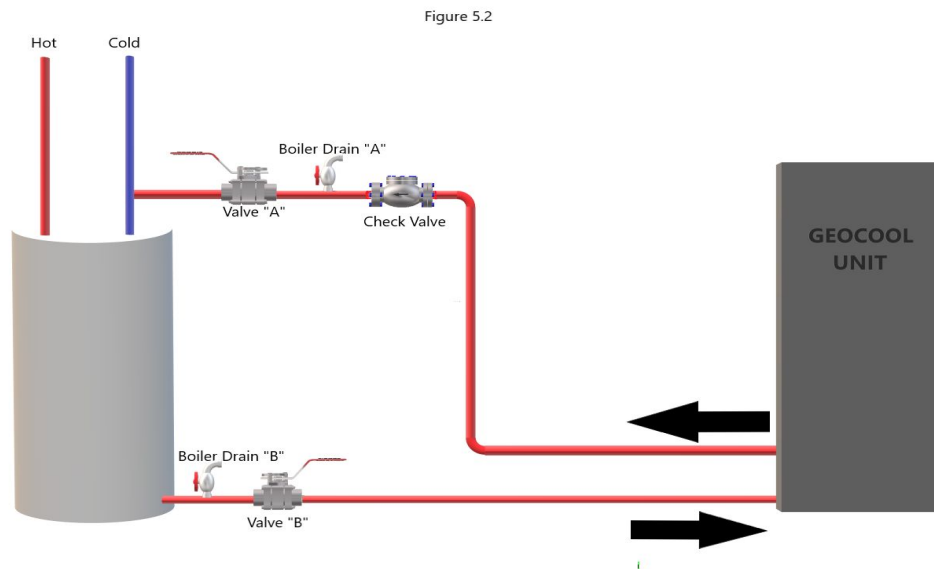 Figure 5.2
Hot
Cold
Boiler Drain "A"
Valve "A"
Check Valve
GEOCOOL
UNIT
Boiler Drain "B"
Valve "B"